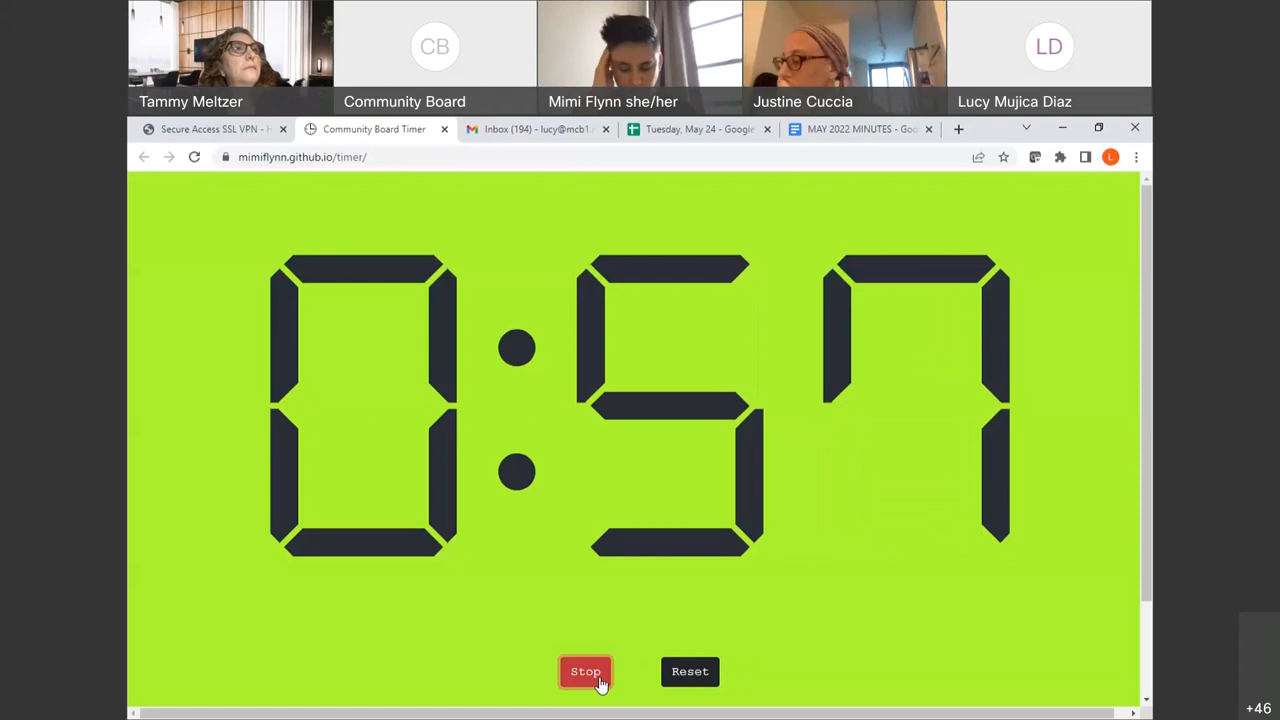 CB
LD
Tammy Meltzer
Community Board
Mimi Flynn she/her
Justine Cuccia
Lucy Mujica Diaz
Secure Access SSL VPN - H
Community Board Timer
Inbox (194) - lucy@mcb1.n
Tuesday, May 24 - Google
MAY 2022 MINUTES - Goo
mimiflynn.github.io/timer/
L
0:57
Stop
Reset
+46